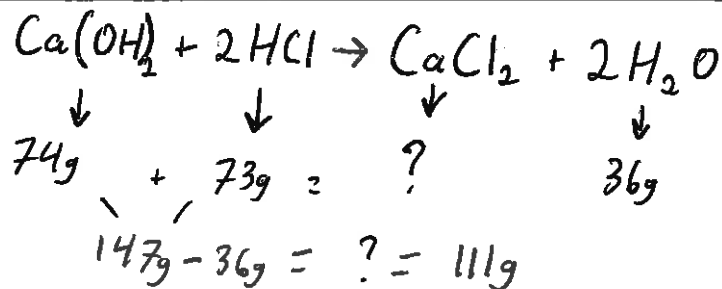 Ca(OH)₂ + 2HCl → CaCl₂ + 2H₂O
↓ ↓ ↓ ↓
74g + 73g = ? 36g
147g - 36g = ? = 111g